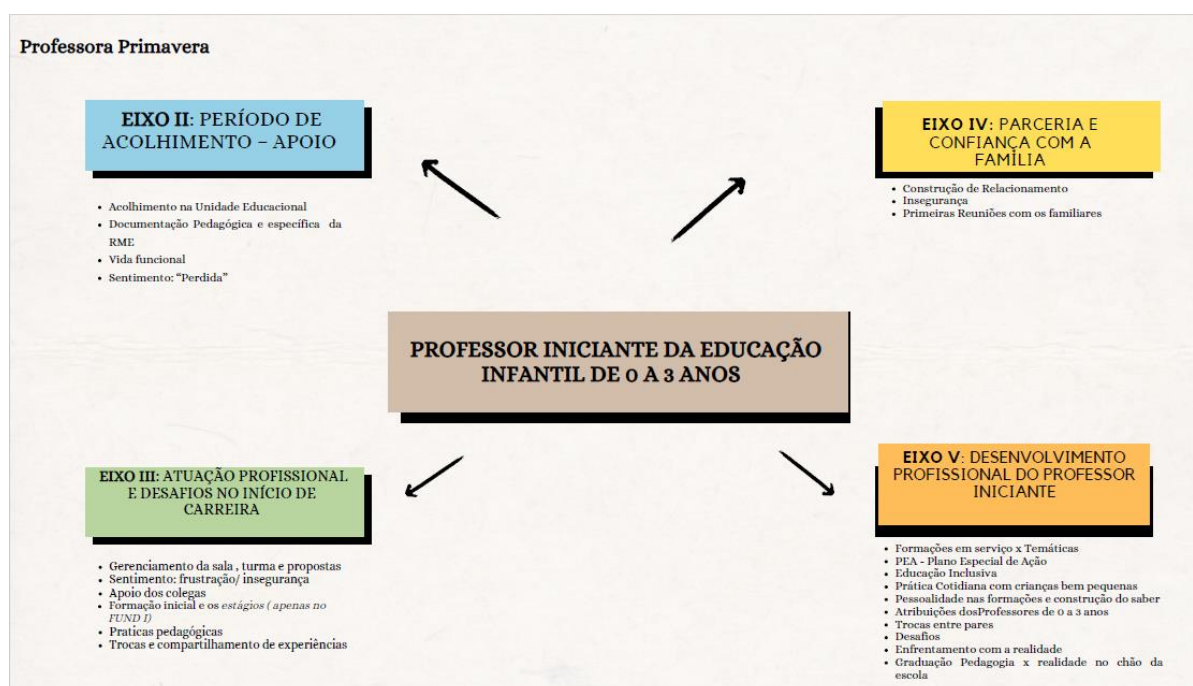 Professora Primavera
EIXO II: PERÍODO DE
ACOLHIMENTO – APOIO
• Acolhimento na Unidade Educacional
• Documentação Pedagógica e específica da
RME
• Vida funcional
• Sentimento: “Perdida”
EIXO IV: PARCERIA E
CONFIANÇA COM A
FAMÍLIA
• Construção de Relacionamento
• Insegurança
• Primeiras Reuniões com os familiares
PROFESSOR INICIANTE DA EDUCAÇÃO
INFANTIL DE 0 A 3 ANOS
EIXO III: ATUAÇÃO PROFISSIONAL
E DESAFIOS NO INÍCIO DE
CARREIRA
• Gerenciamento da sala , turma e propostas
• Sentimento: frustração/ insegurança
• Apoio dos colegas
• Formação inicial e os estágios ( apenas no
FUND I)
• Praticas pedagógicas
• Trocas e compartilhamento de experiências
EIXO V: DESENVOLVIMENTO
PROFISSIONAL DO PROFESSOR
INICIANTE
• Formações em serviço x Temáticas
• PEA - Plano Especial de Ação
• Educação Inclusiva
• Prática Cotidiana com crianças bem pequenas
• Pessoalidade nas formações e construção do saber
• Atribuições dosProfessores de 0 a 3 anos
• Trocas entre pares
• Desafios
• Enfrentamento com a realidade
• Graduação Pedagogia x realidade no chão da
escola